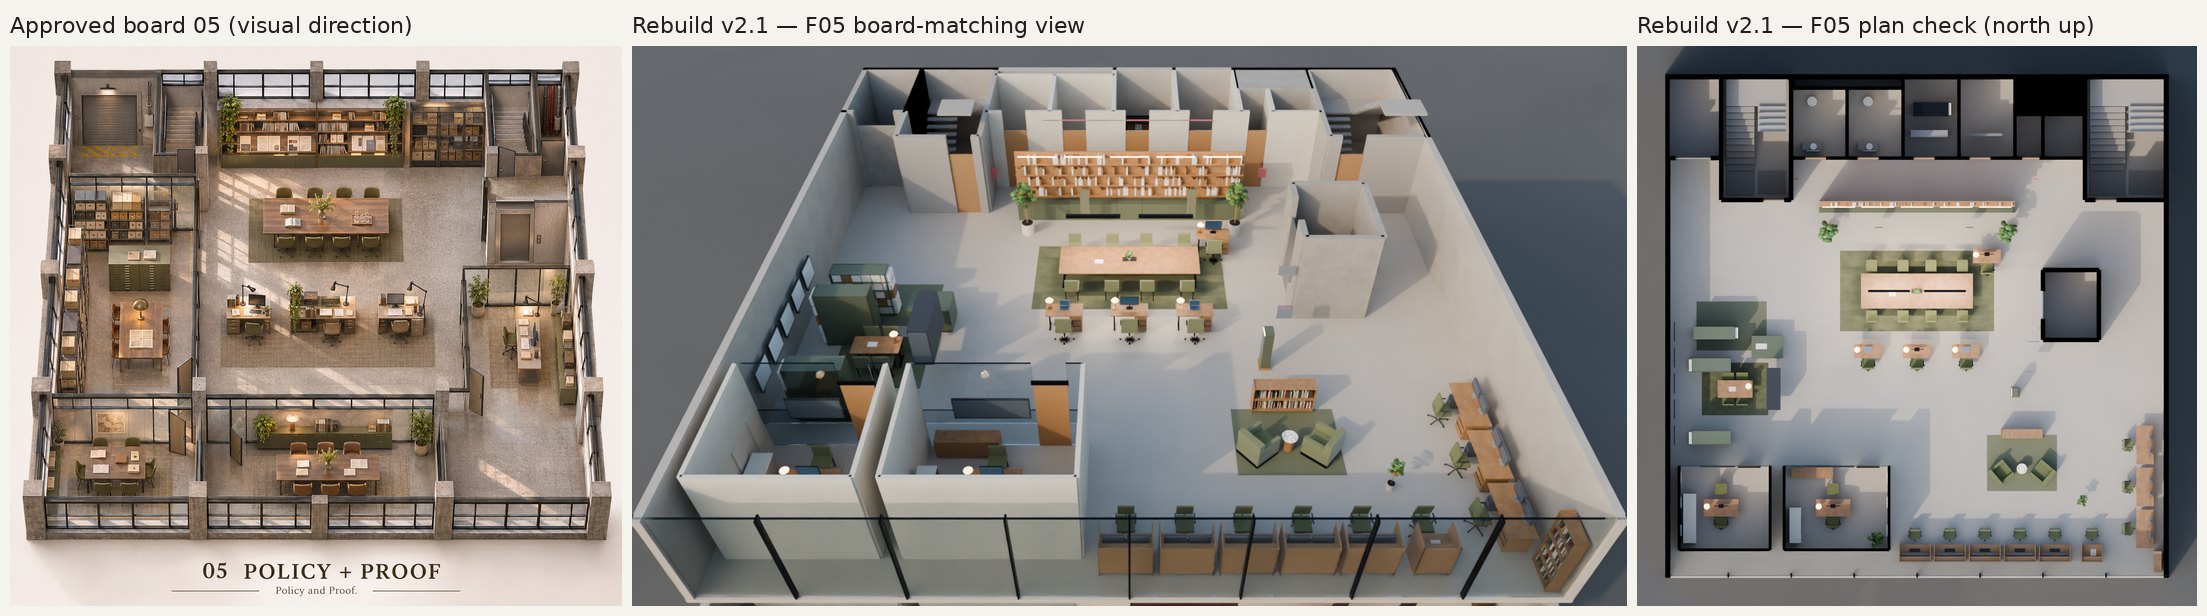 Approved board 05 (visual direction)
Rebuild v2.1 — F05 board-matching view
Rebuild v2.1 — F05 plan check (north up)
05 POLICY + PROOF
Policy and Proof.